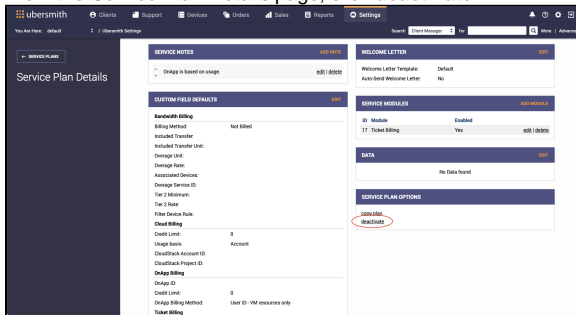 ubersmith
Clients
Support
Devices
Orders
Sales
Reports
Settings
You Are Here: default / Ubersmith Settings
Search Client Manager for
More | Advanced
← SERVICE PLANS
Service Plan Details
SERVICE NOTES ADD NOTE
OnApp is based on usage. edit | delete
CUSTOM FIELD DEFAULTS EDIT
Bandwidth Billing
Billing Method: Not Billed
Included Transfer:
Included Transfer Unit:
Overage Unit:
Overage Rate:
Associated Devices:
Overage Service ID:
Tier 2 Minimum:
Tier 2 Rate:
Filter Device Rule:
Cloud Billing
Credit Limit: 0
Usage basis: Account
CloudStack Account ID:
CloudStack Project ID:
OnApp Billing
OnApp ID:
Credit Limit: 0
OnApp Billing Method: User ID - VM resources only
Ticket Billing
WELCOME LETTER EDIT
Welcome Letter Template: Default
Auto-Send Welcome Letter: No
SERVICE MODULES ADD MODULE
ID Module Enabled
17 Ticket Billing Yes edit | delete
DATA EDIT
No Data found
SERVICE PLAN OPTIONS
copy plan
deactivate